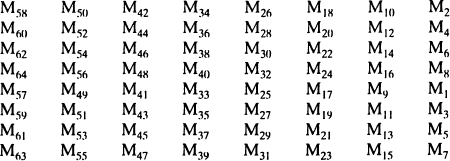 M₅₈ M₅₀ M₄₂ M₃₄ M₂₆ M₁₈ M₁₀ M₂
M₆₀ M₅₂ M₄₄ M₃₆ M₂₈ M₂₀ M₁₂ M₄
M₆₂ M₅₄ M₄₆ M₃₈ M₃₀ M₂₂ M₁₄ M₆
M₆₄ M₅₆ M₄₈ M₄₀ M₃₂ M₂₄ M₁₆ M₈
M₅₇ M₄₉ M₄₁ M₃₃ M₂₅ M₁₇ M₉ M₁
M₅₉ M₅₁ M₄₃ M₃₅ M₂₇ M₁₉ M₁₁ M₃
M₆₁ M₅₃ M₄₅ M₃₇ M₂₉ M₂₁ M₁₃ M₅
M₆₃ M₅₅ M₄₇ M₃₉ M₃₁ M₂₃ M₁₅ M₇